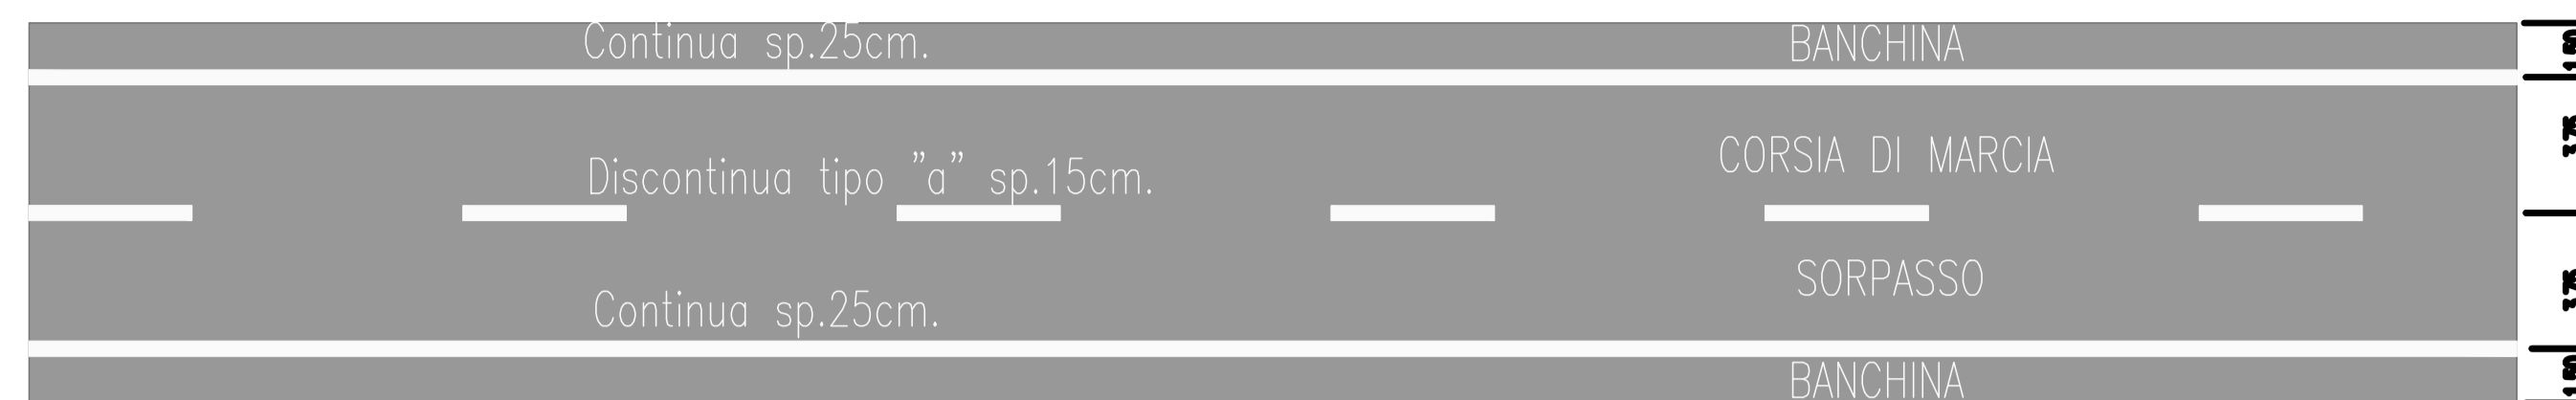 Continua sp.25cm.
BANCHINA
CORSIA DI MARCIA
Discontinua tipo "a" sp.15cm.
SORPASSO
Continua sp.25cm.
BANCHINA